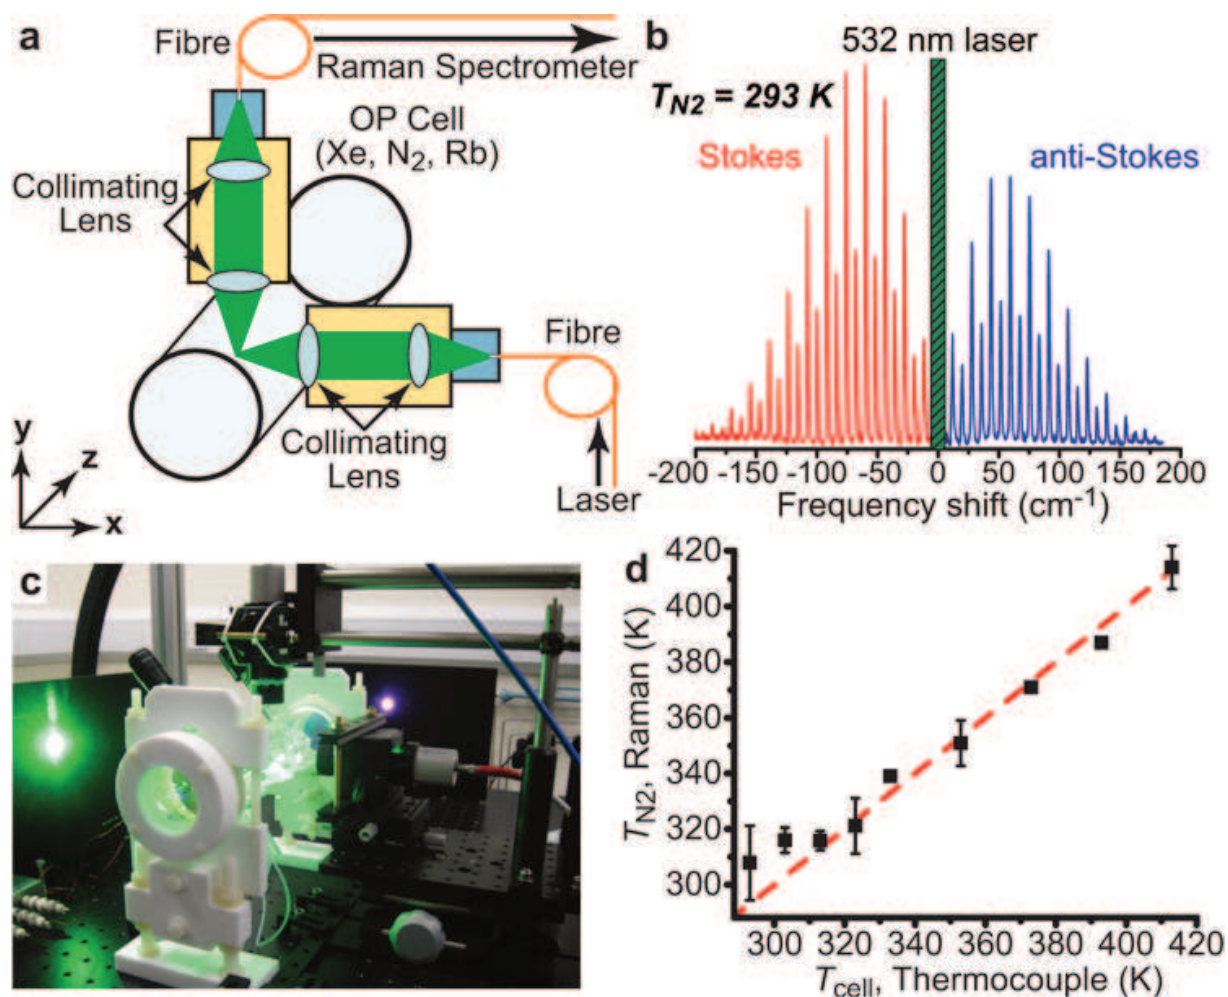 a
Fibre
Raman Spectrometer
OP Cell
(Xe, N₂, Rb)
Collimating
Lens
Fibre
Collimating
Lens
Laser
y
z
x
b
532 nm laser
T_N2 = 293 K
Stokes
anti-Stokes
-200 -150 -100 -50 0 50 100 150 200
Frequency shift (cm⁻¹)
c
d
420
400
380
360
340
320
300
T_N2, Raman (K)
300 320 340 360 380 400 420
T_cell, Thermocouple (K)